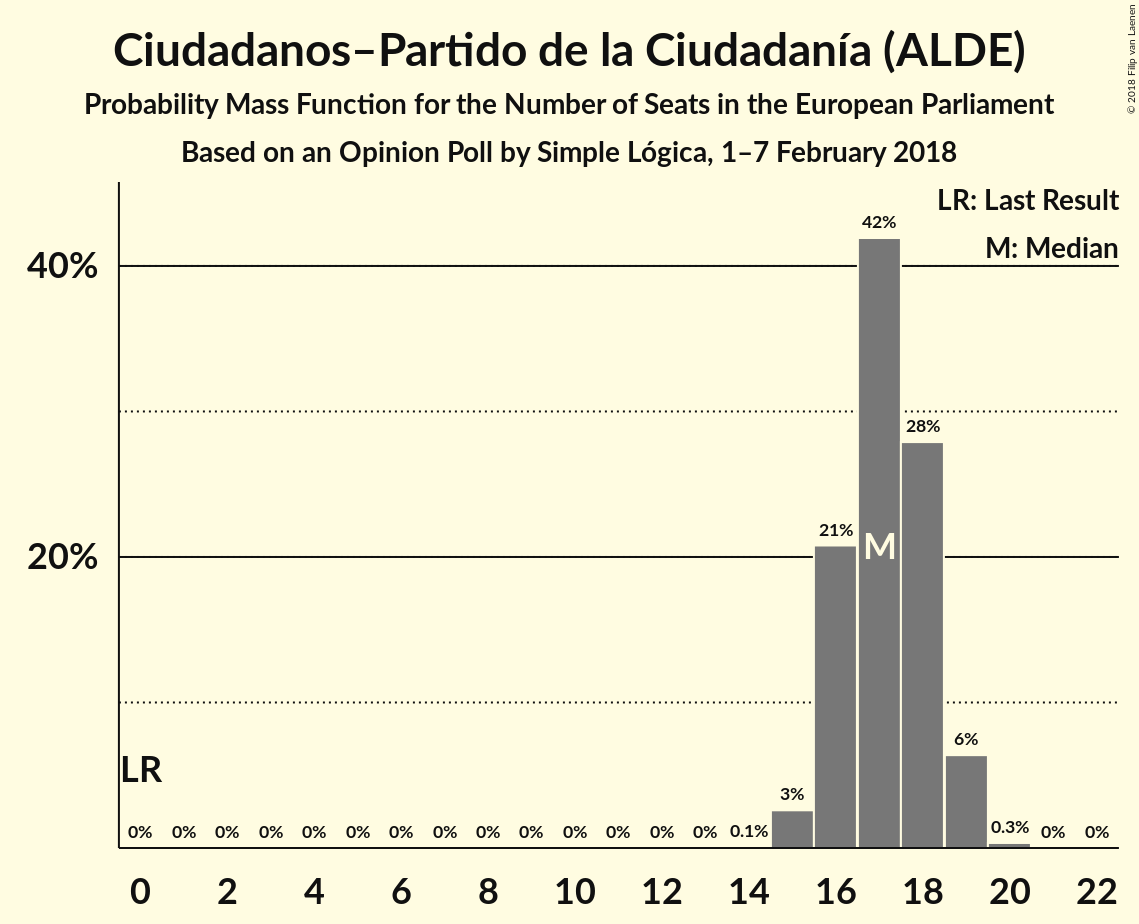 Ciudadanos–Partido de la Ciudadanía (ALDE)
Probability Mass Function for the Number of Seats in the European Parliament
Based on an Opinion Poll by Simple Lógica, 1–7 February 2018
© 2018 Filip van Laenen
LR: Last Result
M: Median
42%
40%
28%
21%
M
20%
6%
LR
3%
0% 0% 0% 0% 0% 0% 0% 0% 0% 0% 0% 0% 0% 0% 0.1% 0.3% 0% 0%
0 2 4 6 8 10 12 14 16 18 20 22